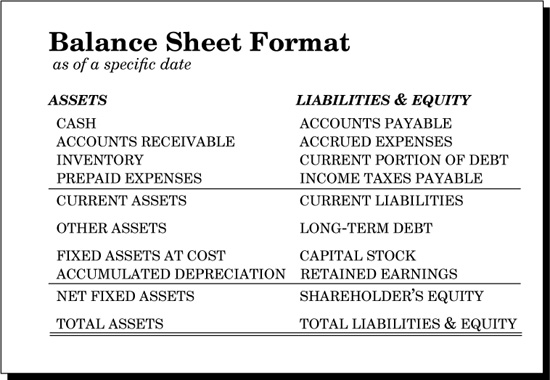 Balance Sheet Format
as of a specific date
ASSETS LIABILITIES & EQUITY
CASH ACCOUNTS PAYABLE
ACCOUNTS RECEIVABLE ACCRUED EXPENSES
INVENTORY CURRENT PORTION OF DEBT
PREPAID EXPENSES INCOME TAXES PAYABLE
CURRENT ASSETS CURRENT LIABILITIES
OTHER ASSETS LONG-TERM DEBT
FIXED ASSETS AT COST CAPITAL STOCK
ACCUMULATED DEPRECIATION RETAINED EARNINGS
NET FIXED ASSETS SHAREHOLDER'S EQUITY
TOTAL ASSETS TOTAL LIABILITIES & EQUITY